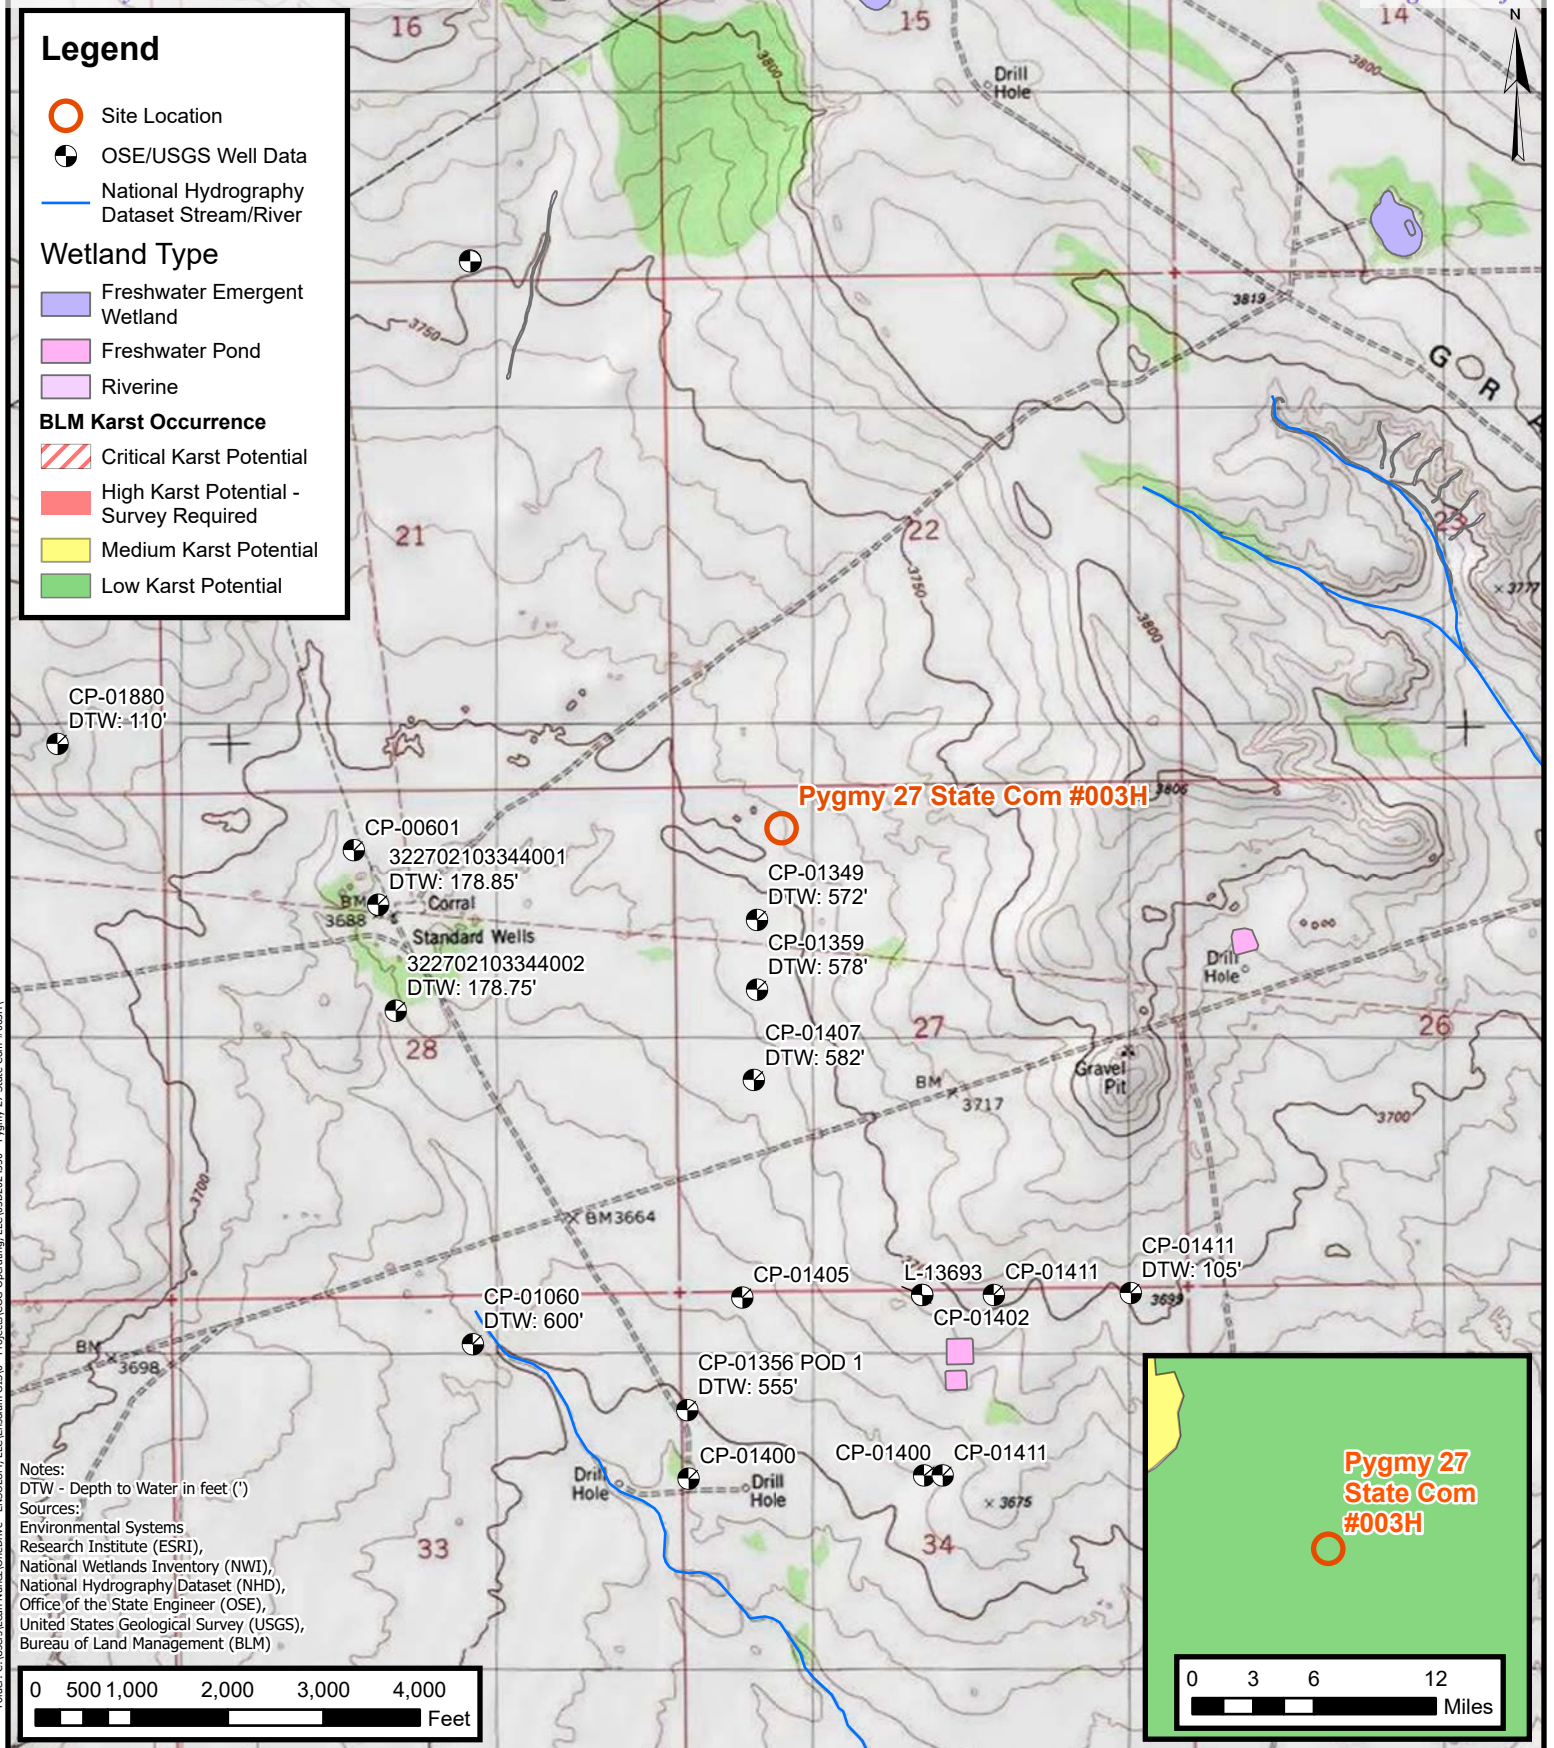 16
15
14
N
Legend
Site Location
OSE/USGS Well Data
National Hydrography
Dataset Stream/River
Wetland Type
Freshwater Emergent
Wetland
Freshwater Pond
Riverine
BLM Karst Occurrence
Critical Karst Potential
High Karst Potential -
Survey Required
Medium Karst Potential
Low Karst Potential
3800
Drill
Hole
3800
3819
3750
G R A
21
22
23
3750
3777
3800
CP-01880
DTW: 110'
Pygmy 27 State Com #003H
3806
CP-00601
322702103344001
DTW: 178.85'
BM
3688
Corral
Standard Wells
322702103344002
DTW: 178.75'
CP-01349
DTW: 572'
CP-01359
DTW: 578'
CP-01407
DTW: 582'
Drill
Hole
28
27
26
Gravel
Pit
BM
3717
3700
3700
BM3664
CP-01405
L-13693
CP-01411
CP-01411
DTW: 105'
3699
CP-01402
CP-01060
DTW: 600'
BM
3698
CP-01356 POD 1
DTW: 555'
CP-01400
CP-01400
CP-01411
Drill
Hole
Drill
Hole
3675
33
34
Notes:
DTW - Depth to Water in feet (')
Sources:
Environmental Systems
Research Institute (ESRI),
National Wetlands Inventory (NWI),
National Hydrography Dataset (NHD),
Office of the State Engineer (OSE),
United States Geological Survey (USGS),
Bureau of Land Management (BLM)
0 500 1,000 2,000 3,000 4,000
Feet
Pygmy 27
State Com
#003H
0 3 6 12
Miles